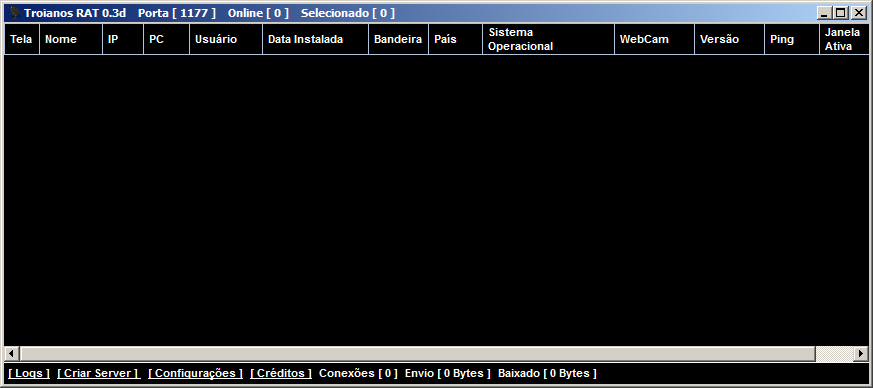 Troianos RAT 0.3d Porta [ 1177 ] Online [ 0 ] Selecionado [ 0 ]
Tela Nome IP PC Usuário Data Instalada Bandeira País Sistema Operacional WebCam Versão Ping Janela Ativa
[ Logs ] [ Criar Server ] [ Configurações ] [ Créditos ] Conexões [ 0 ] Envio [ 0 Bytes ] Baixado [ 0 Bytes ]